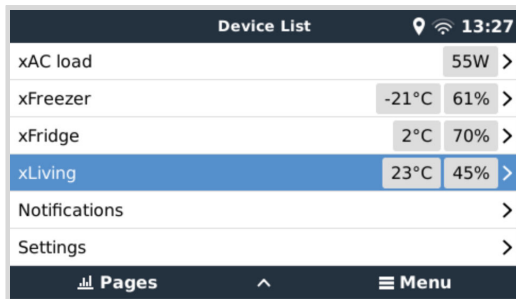 Device List 13:27
xAC load 55W
xFreezer -21°C 61%
xFridge 2°C 70%
xLiving 23°C 45%
Notifications
Settings
Pages Menu